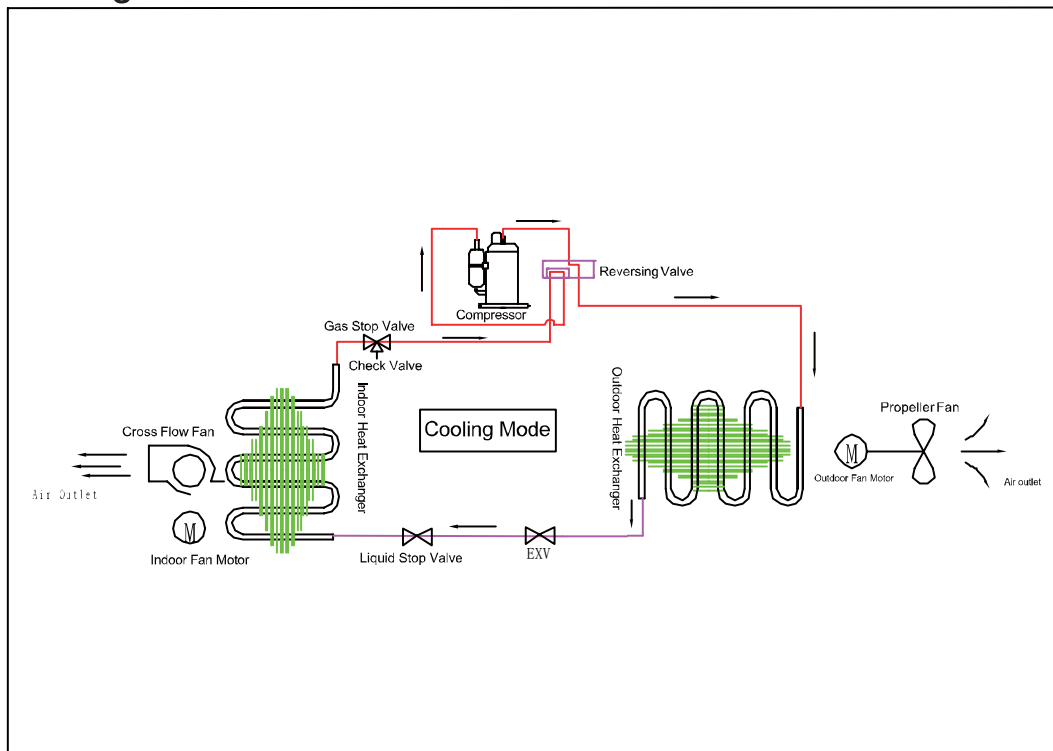 Compressor
Reversing Valve
Gas Stop Valve
Check Valve
Indoor Heat Exchanger
Outdoor Heat Exchanger
Cooling Mode
Cross Flow Fan
Air Outlet
M
Indoor Fan Motor
Liquid Stop Valve
EXV
Propeller Fan
M
Outdoor Fan Motor
Air outlet